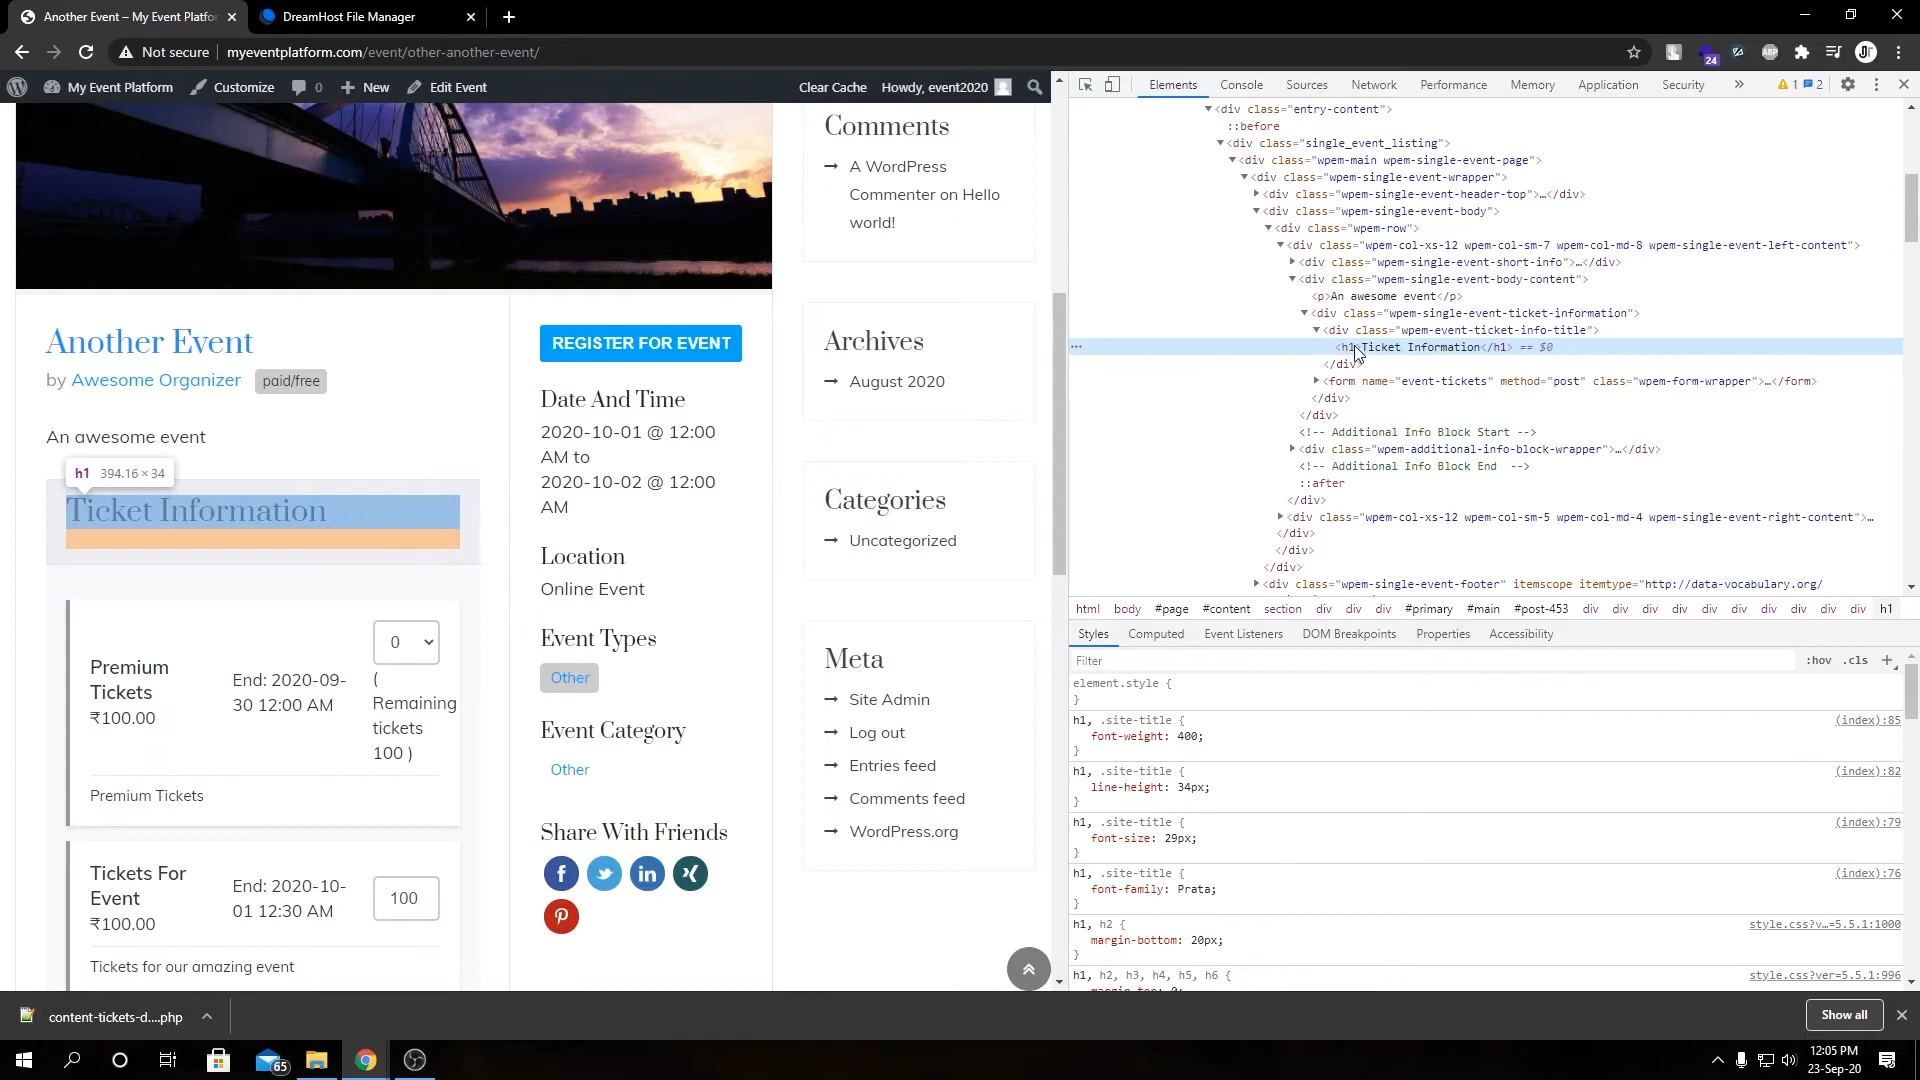 Another Event – My Event Platfor
DreamHost File Manager
Not secure
myeventplatform.com/event/other-another-event/
24
My Event Platform
Customize
0
New
Edit Event
Clear Cache
Howdy, event2020
Another Event
by Awesome Organizer paid/free
An awesome event
h1 394.16 × 34
Ticket Information
Premium
Tickets
₹100.00
End: 2020-09-
30 12:00 AM
0
(
Remaining
tickets
100 )
Premium Tickets
Tickets For
Event
₹100.00
End: 2020-10-
01 12:30 AM
100
Tickets for our amazing event
REGISTER FOR EVENT
Date And Time
2020-10-01 @ 12:00
AM to
2020-10-02 @ 12:00
AM
Location
Online Event
Event Types
Other
Event Category
Other
Share With Friends
Comments
A WordPress
Commenter on Hello
world!
Archives
August 2020
Categories
Uncategorized
Meta
Site Admin
Log out
Entries feed
Comments feed
WordPress.org
Elements Console Sources Network Performance Memory Application Security » 1 2
<div class="entry-content">
::before
<div class="single_event_listing">
<div class="wpem-main wpem-single-event-page">
<div class="wpem-single-event-wrapper">
<div class="wpem-single-event-header-top">…</div>
<div class="wpem-single-event-body">
<div class="wpem-row">
<div class="wpem-col-xs-12 wpem-col-sm-7 wpem-col-md-8 wpem-single-event-left-content">
<div class="wpem-single-event-short-info">…</div>
<div class="wpem-single-event-body-content">
<p>An awesome event</p>
<div class="wpem-single-event-ticket-information">
<div class="wpem-event-ticket-info-title">
<h1>Ticket Information</h1> == $0
</div>
<form name="event-tickets" method="post" class="wpem-form-wrapper">…</form>
</div>
</div>
<!-- Additional Info Block Start -->
<div class="wpem-additional-info-block-wrapper">…</div>
<!-- Additional Info Block End  -->
::after
</div>
<div class="wpem-col-xs-12 wpem-col-sm-5 wpem-col-md-4 wpem-single-event-right-content">…
</div>
</div>
</div>
<div class="wpem-single-event-footer" itemscope itemtype="http://data-vocabulary.org/
html body #page #content section div div div #primary #main #post-453 div div div div div div div div div div h1
Styles Computed Event Listeners DOM Breakpoints Properties Accessibility
Filter :hov .cls +
element.style {
}
h1, .site-title { (index):85
font-weight: 400;
}
h1, .site-title { (index):82
line-height: 34px;
}
h1, .site-title { (index):79
font-size: 29px;
}
h1, .site-title { (index):76
font-family: Prata;
}
h1, h2 { style.css?v…=5.5.1:1000
margin-bottom: 20px;
}
h1, h2, h3, h4, h5, h6 { style.css?ver=5.5.1:996
margin-top: 0;
content-tickets-d....php
Show all
65
12:05 PM
23-Sep-20